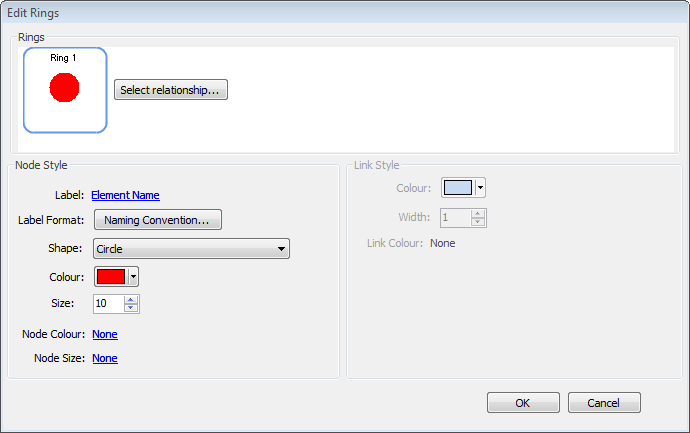 Edit Rings
Rings
Ring 1
Select relationship...
Node Style
Label: Element Name
Label Format: Naming Convention...
Shape: Circle
Colour:
Size: 10
Node Colour: None
Node Size: None
Link Style
Colour:
Width: 1
Link Colour: None
OK Cancel